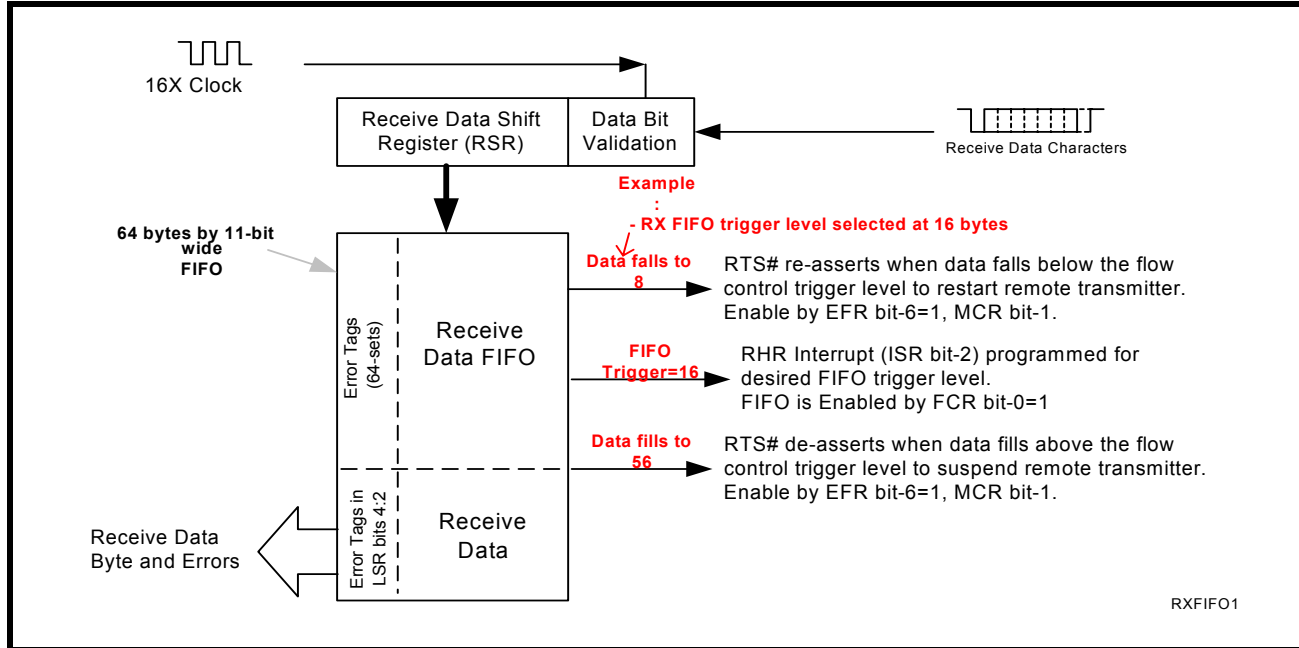 16X Clock
Receive Data Shift
Register (RSR)
Data Bit
Validation
Receive Data Characters
Example
:
- RX FIFO trigger level selected at 16 bytes
64 bytes by 11-bit
wide
FIFO
Data falls to
8
RTS# re-asserts when data falls below the flow
control trigger level to restart remote transmitter.
Enable by EFR bit-6=1, MCR bit-1.
Error Tags
(64-sets)
Receive
Data FIFO
FIFO
Trigger=16
RHR Interrupt (ISR bit-2) programmed for
desired FIFO trigger level.
FIFO is Enabled by FCR bit-0=1
Data fills to
56
RTS# de-asserts when data fills above the flow
control trigger level to suspend remote transmitter.
Enable by EFR bit-6=1, MCR bit-1.
Receive Data
Byte and Errors
Error Tags in
LSR bits 4:2
Receive
Data
RXFIFO1